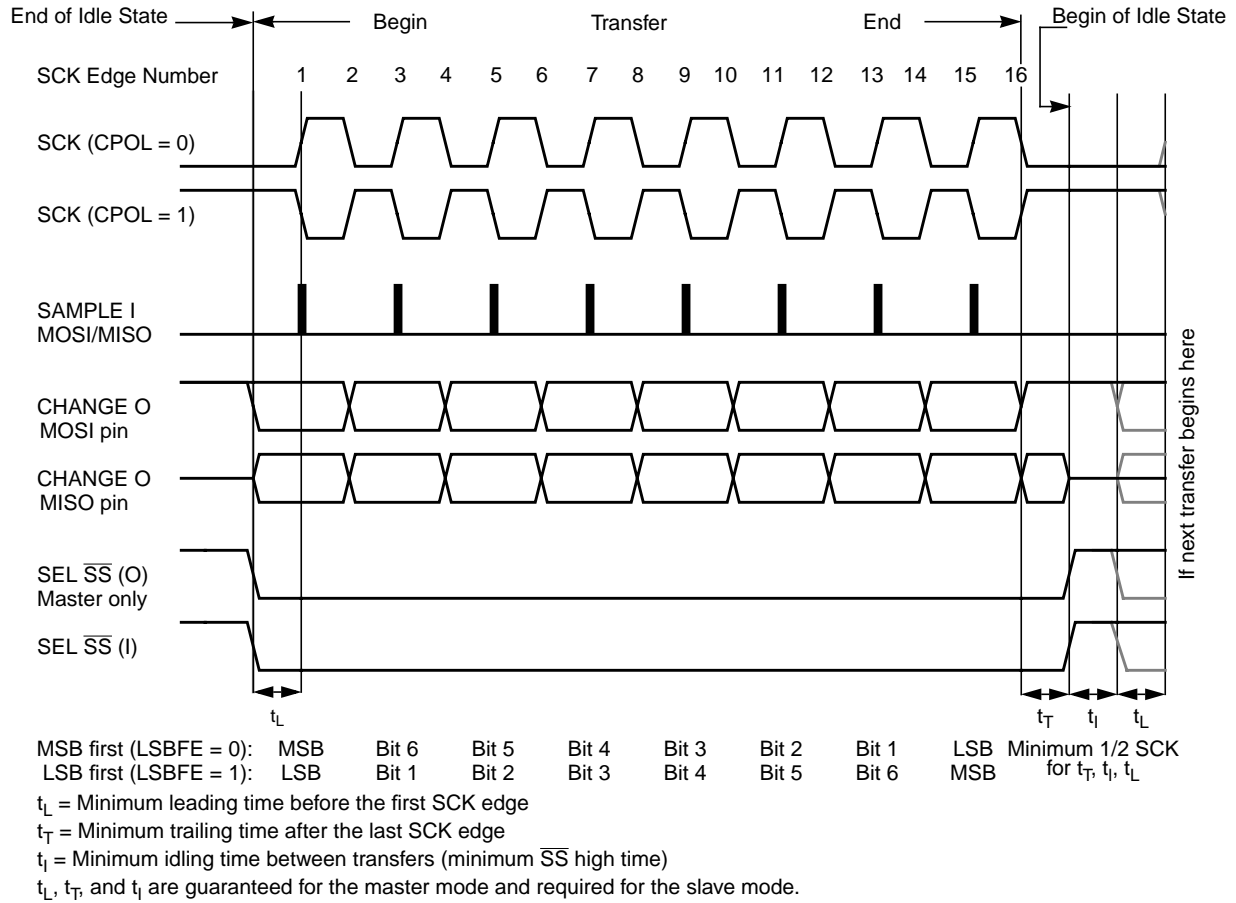 End of Idle State Begin Transfer End Begin of Idle State
SCK Edge Number 1 2 3 4 5 6 7 8 9 10 11 12 13 14 15 16
SCK (CPOL = 0)
SCK (CPOL = 1)
SAMPLE I
MOSI/MISO
CHANGE O
MOSI pin
CHANGE O
MISO pin
SEL S̅S̅ (O)
Master only
SEL S̅S̅ (I)
If next transfer begins here
tL tT tI tL
MSB first (LSBFE = 0): MSB Bit 6 Bit 5 Bit 4 Bit 3 Bit 2 Bit 1 LSB Minimum 1/2 SCK
LSB first (LSBFE = 1): LSB Bit 1 Bit 2 Bit 3 Bit 4 Bit 5 Bit 6 MSB for tT, tI, tL
tL = Minimum leading time before the first SCK edge
tT = Minimum trailing time after the last SCK edge
tI = Minimum idling time between transfers (minimum S̅S̅ high time)
tL, tT, and tI are guaranteed for the master mode and required for the slave mode.